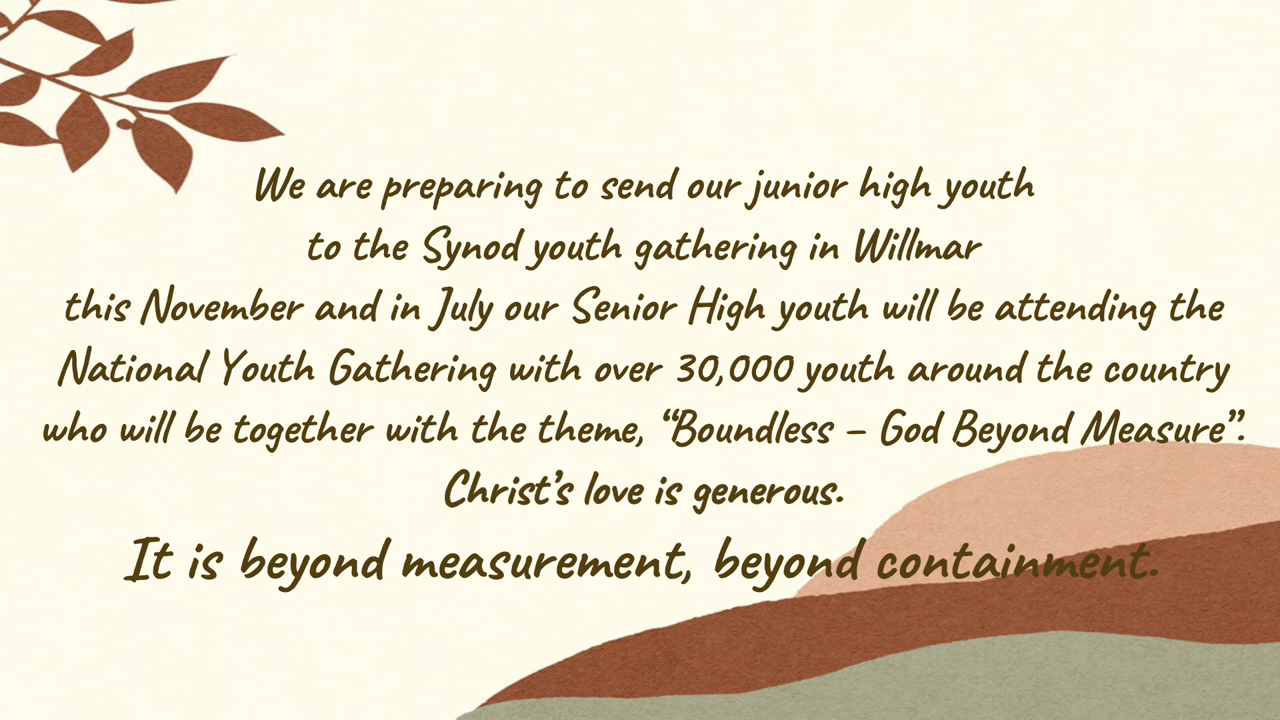 We are preparing to send our junior high youth
to the Synod youth gathering in Willmar
this November and in July our Senior High youth will be attending the
National Youth Gathering with over 30,000 youth around the country
who will be together with the theme, “Boundless – God Beyond Measure”.
Christ’s love is generous.
It is beyond measurement, beyond containment.